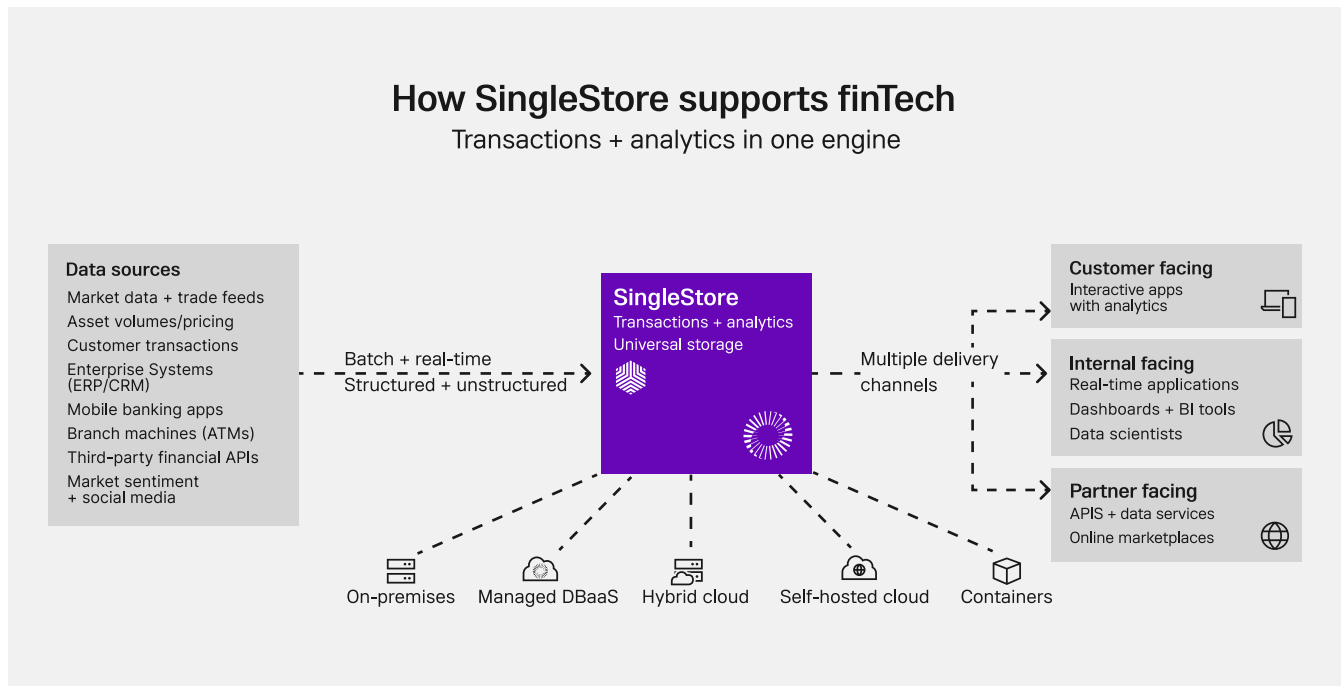 How SingleStore supports finTech
Transactions + analytics in one engine
Data sources
Market data + trade feeds
Asset volumes/pricing
Customer transactions
Enterprise Systems
(ERP/CRM)
Mobile banking apps
Branch machines (ATMs)
Third-party financial APIs
Market sentiment
+ social media
Batch + real-time
Structured + unstructured
SingleStore
Transactions + analytics
Universal storage
Multiple delivery
channels
Customer facing
Interactive apps
with analytics
Internal facing
Real-time applications
Dashboards + BI tools
Data scientists
Partner facing
APIS + data services
Online marketplaces
On-premises
Managed DBaaS
Hybrid cloud
Self-hosted cloud
Containers